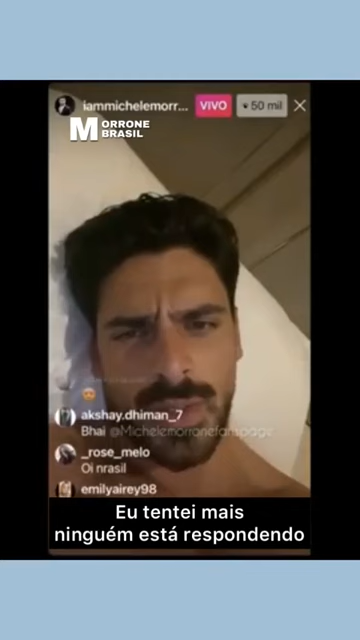 iammichelemorr...
VIVO
50 mil
MORRONE
BRASIL
akshay.dhiman_7
Bhai @Michelemorronefanspage
_rose_melo
Oi nrasil
emilyairey98
Eu tentei mais
ninguém está respondendo